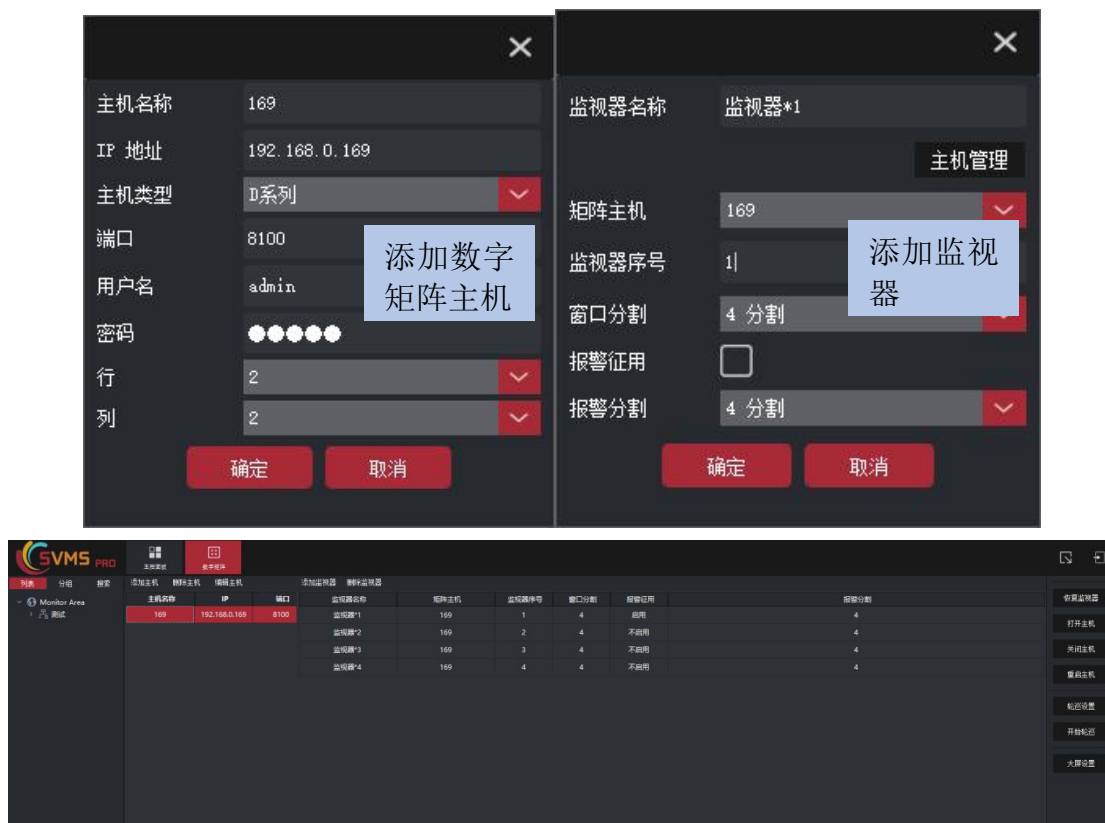 主机名称 169
IP 地址 192.168.0.169
主机类型 D系列
端口 8100
用户名 admin
密码 ●●●●●
行 2
列 2
确定 取消
添加数字
矩阵主机
监视器名称 监视器*1
主机管理
矩阵主机 169
监视器序号 1
窗口分割 4 分割
报警征用
报警分割 4 分割
确定 取消
添加监视
器
SVMS PRO
主控面板 数字矩阵
列表 分组 搜索 添加主机 删除主机 编辑主机 添加监视器 删除监视器
Monitor Area
测试
主机名称 IP 端口
169 192.168.0.169 8100
监视器名称 矩阵主机 监视器序号 窗口分割 报警征用 报警分割
监视器*1 169 1 4 启用 4
监视器*2 169 2 4 不启用 4
监视器*3 169 3 4 不启用 4
监视器*4 169 4 4 不启用 4
恢复监视器
打开主机
关闭主机
重启主机
轮巡设置
开始轮巡
大屏设置